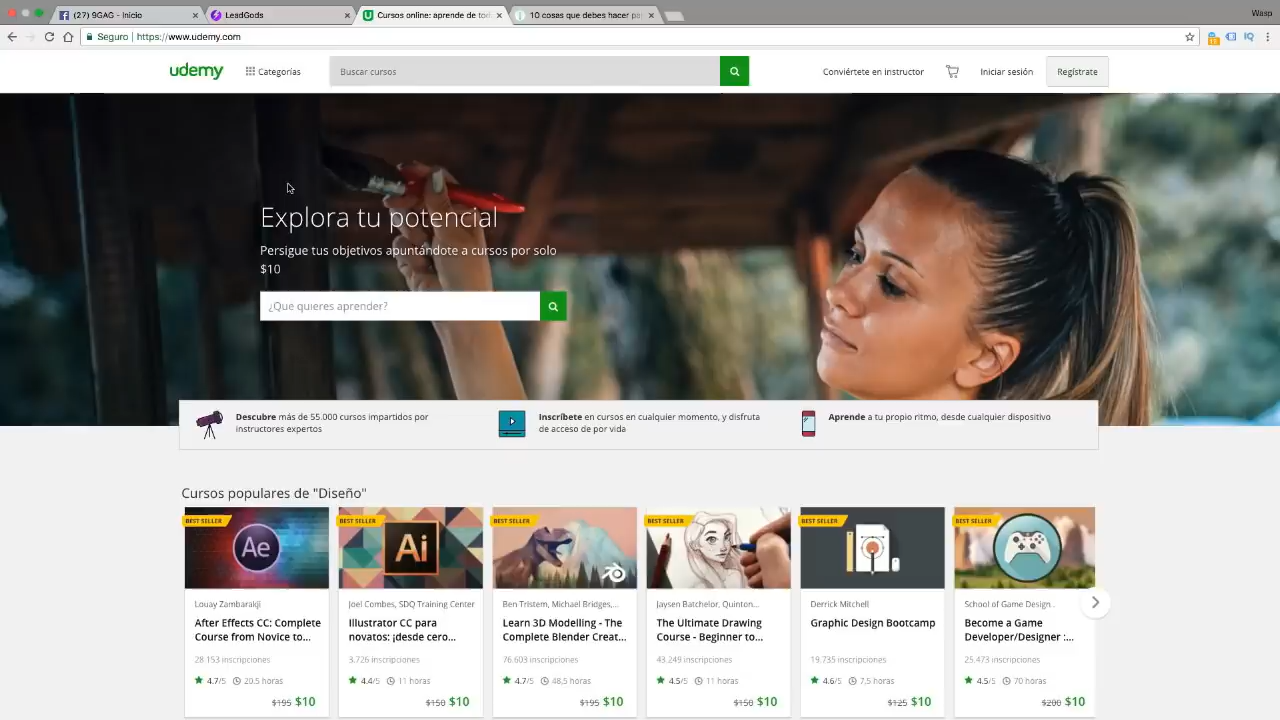 (27) 9GAG - Inicio
LeadGods
Cursos online: aprende de to
10 cosas que debes hacer pa
Wasp
Seguro | https://www.udemy.com
udemy
Categorías
Buscar cursos
Conviértete en instructor
Iniciar sesión
Regístrate
Explora tu potencial
Persigue tus objetivos apuntándote a cursos por solo
$10
¿Qué quieres aprender?
Descubre más de 55.000 cursos impartidos por
instructores expertos
Inscríbete en cursos en cualquier momento, y disfruta
de acceso de por vida
Aprende a tu propio ritmo, desde cualquier dispositivo
Cursos populares de "Diseño"
BEST SELLER
Ae
Louay Zambarakji
After Effects CC: Complete
Course from Novice to...
28.153 inscripciones
4.7/5 20,5 horas
$195 $10
BEST SELLER
Ai
Joel Combes, SDQ Training Center
Illustrator CC para
novatos: ¡desde cero...
3.726 inscripciones
4.4/5 11 horas
$150 $10
BEST SELLER
Ben Tristem, Michael Bridges,...
Learn 3D Modelling - The
Complete Blender Creat...
76.603 inscripciones
4.7/5 48,5 horas
$195 $10
BEST SELLER
Jaysen Batchelor, Quinton...
The Ultimate Drawing
Course - Beginner to...
43.249 inscripciones
4.5/5 11 horas
$150 $10
BEST SELLER
Derrick Mitchell
Graphic Design Bootcamp
19.735 inscripciones
4.6/5 7,5 horas
$125 $10
BEST SELLER
School of Game Design...
Become a Game
Developer/Designer :...
25.473 inscripciones
4.5/5 70 horas
$200 $10